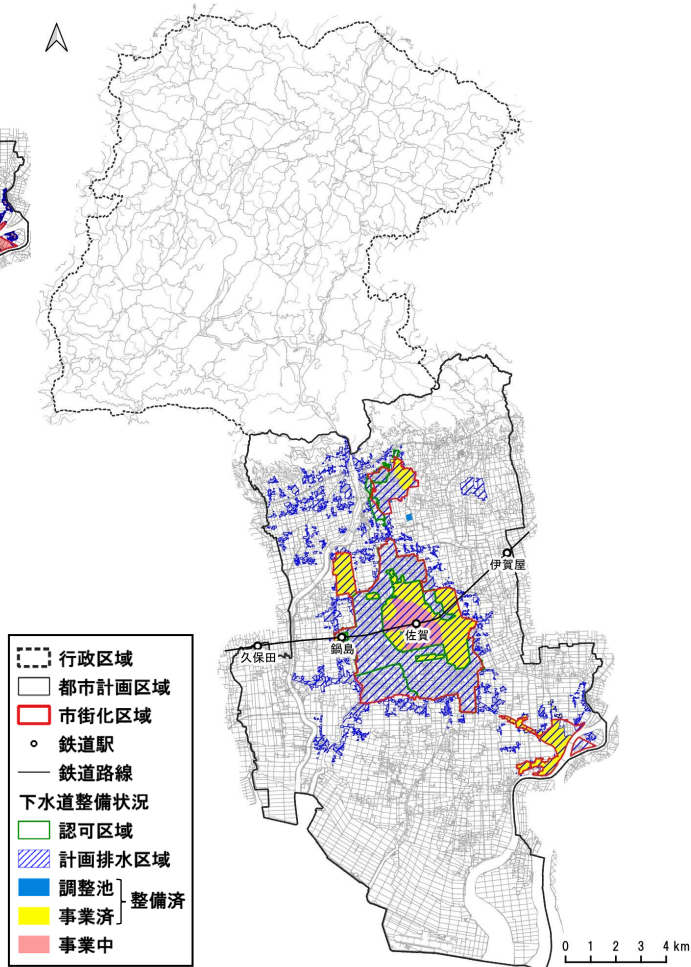 伊賀屋
佐賀
鍋島
久保田
行政区域
都市計画区域
市街化区域
鉄道駅
鉄道路線
下水道整備状況
認可区域
計画排水区域
調整池
事業済
整備済
事業中
0 1 2 3 4 km